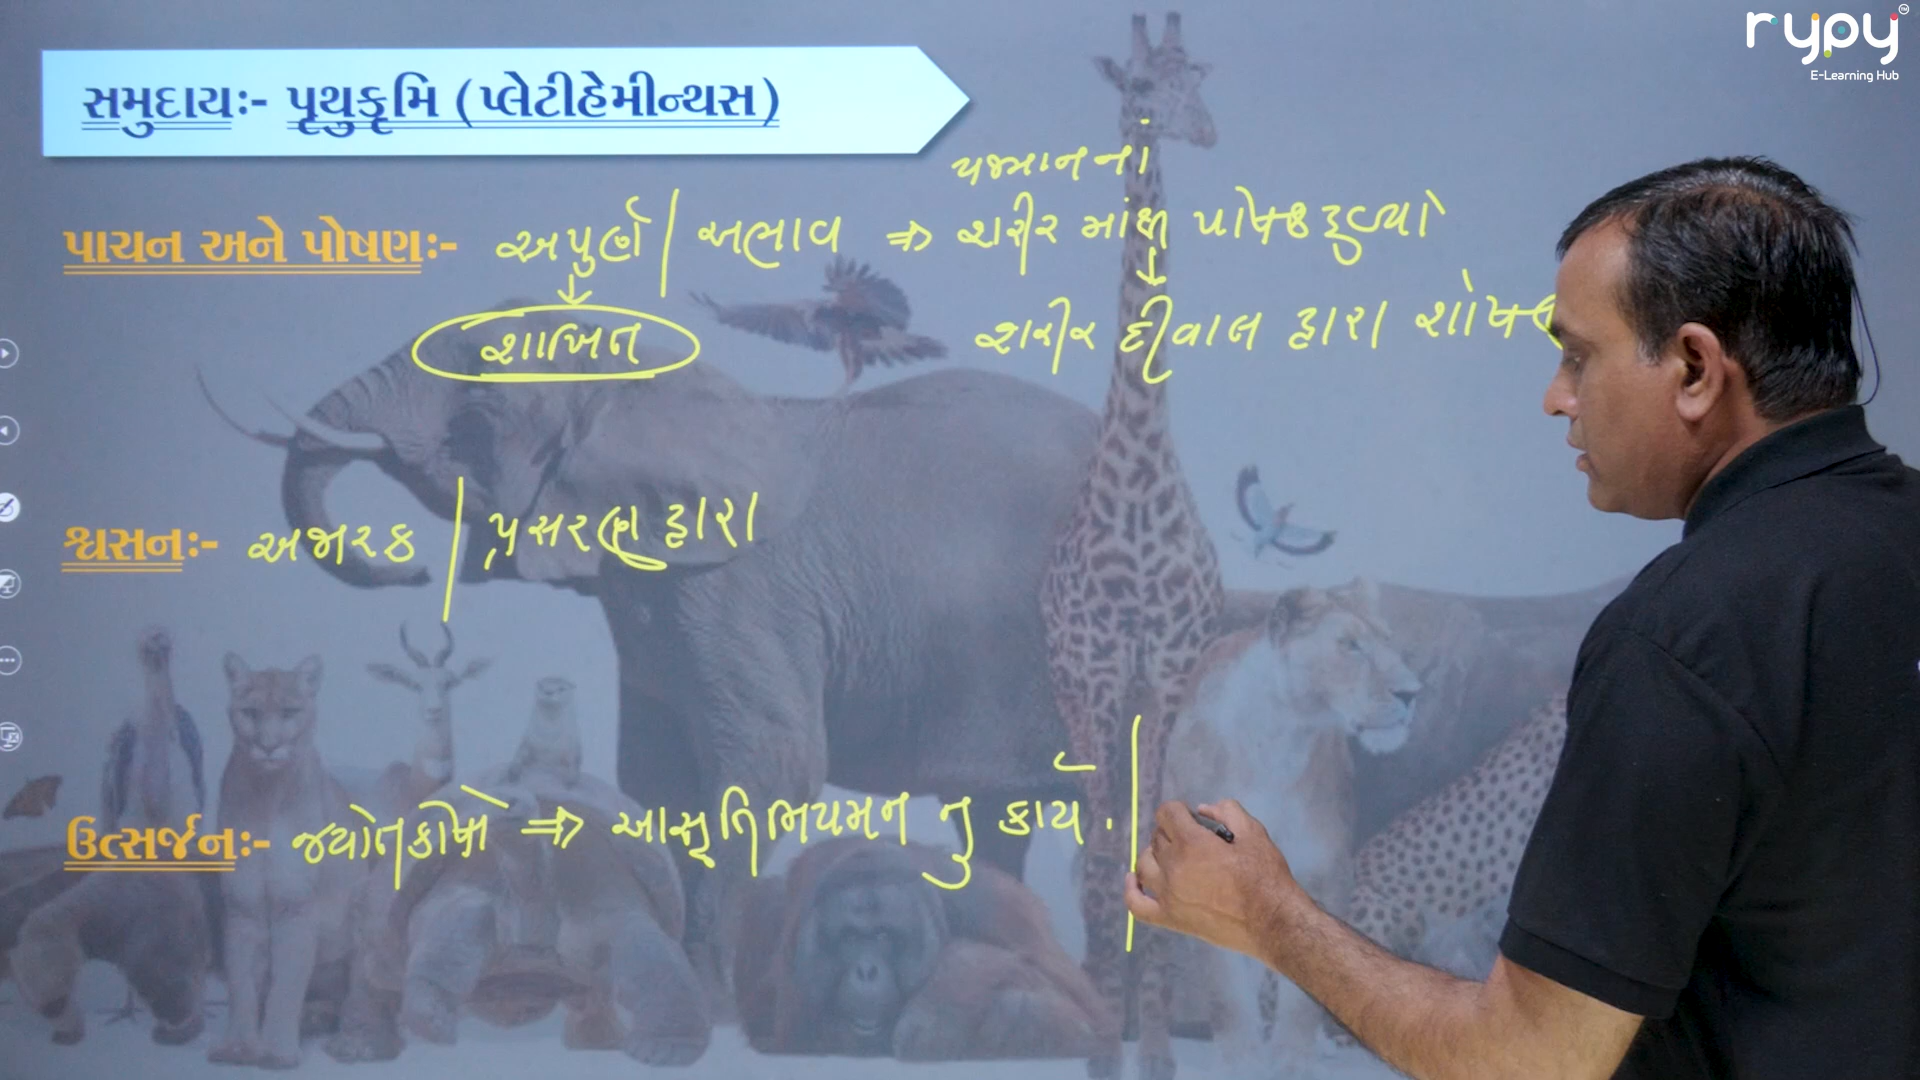 rypy
E-Learning Hub
સમુદાયઃ- પૃથુકૃમિ (પ્લેટીહેમીન્થસ)
યજમાનનાં
પાચન અને પોષણઃ- અપુર્ણ | અભાવ ⇒ શરીર માંથી પોષકદ્રવ્યો
↓ ↓
શાખિત શરીર દીવાલ દ્વારા
શ્વસનઃ- અજારક | પ્રસરણ દ્વારા
ઉત્સર્જનઃ- જ્યોતકોષો ⇒ આસૃતિનિયમન નુ કાર્ય. |